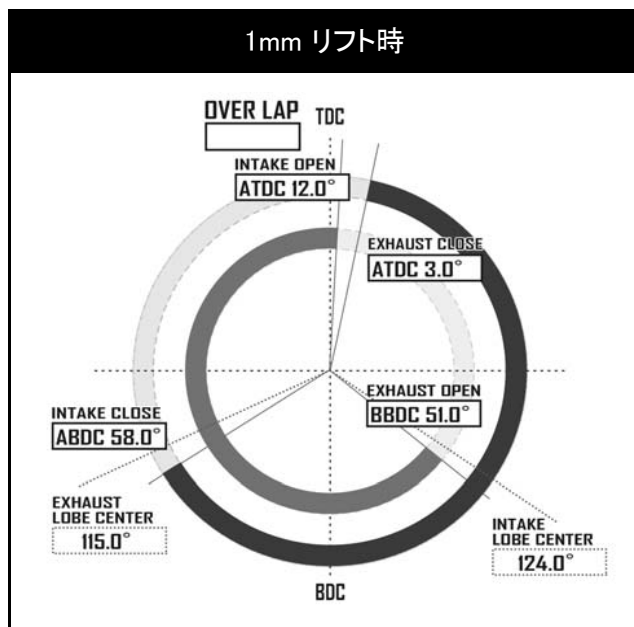 1mm リフト時
OVER LAP
TDC
INTAKE OPEN
ATDC 12.0°
EXHAUST CLOSE
ATDC 3.0°
EXHAUST OPEN
BBDC 51.0°
INTAKE CLOSE
ABDC 58.0°
EXHAUST
LOBE CENTER
115.0°
INTAKE
LOBE CENTER
124.0°
BDC